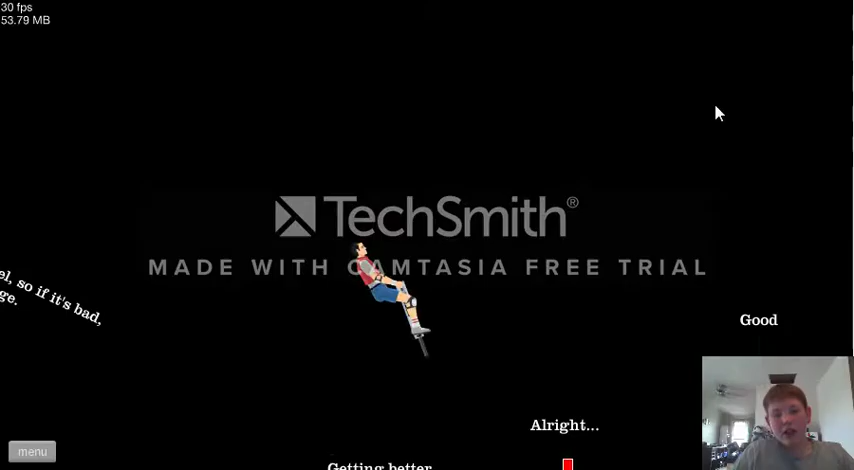 30 fps
53.79 MB
TechSmith®
MADE WITH CAMTASIA FREE TRIAL
el, so if it's bad,
ge.
Good
Alright...
menu
Getting better